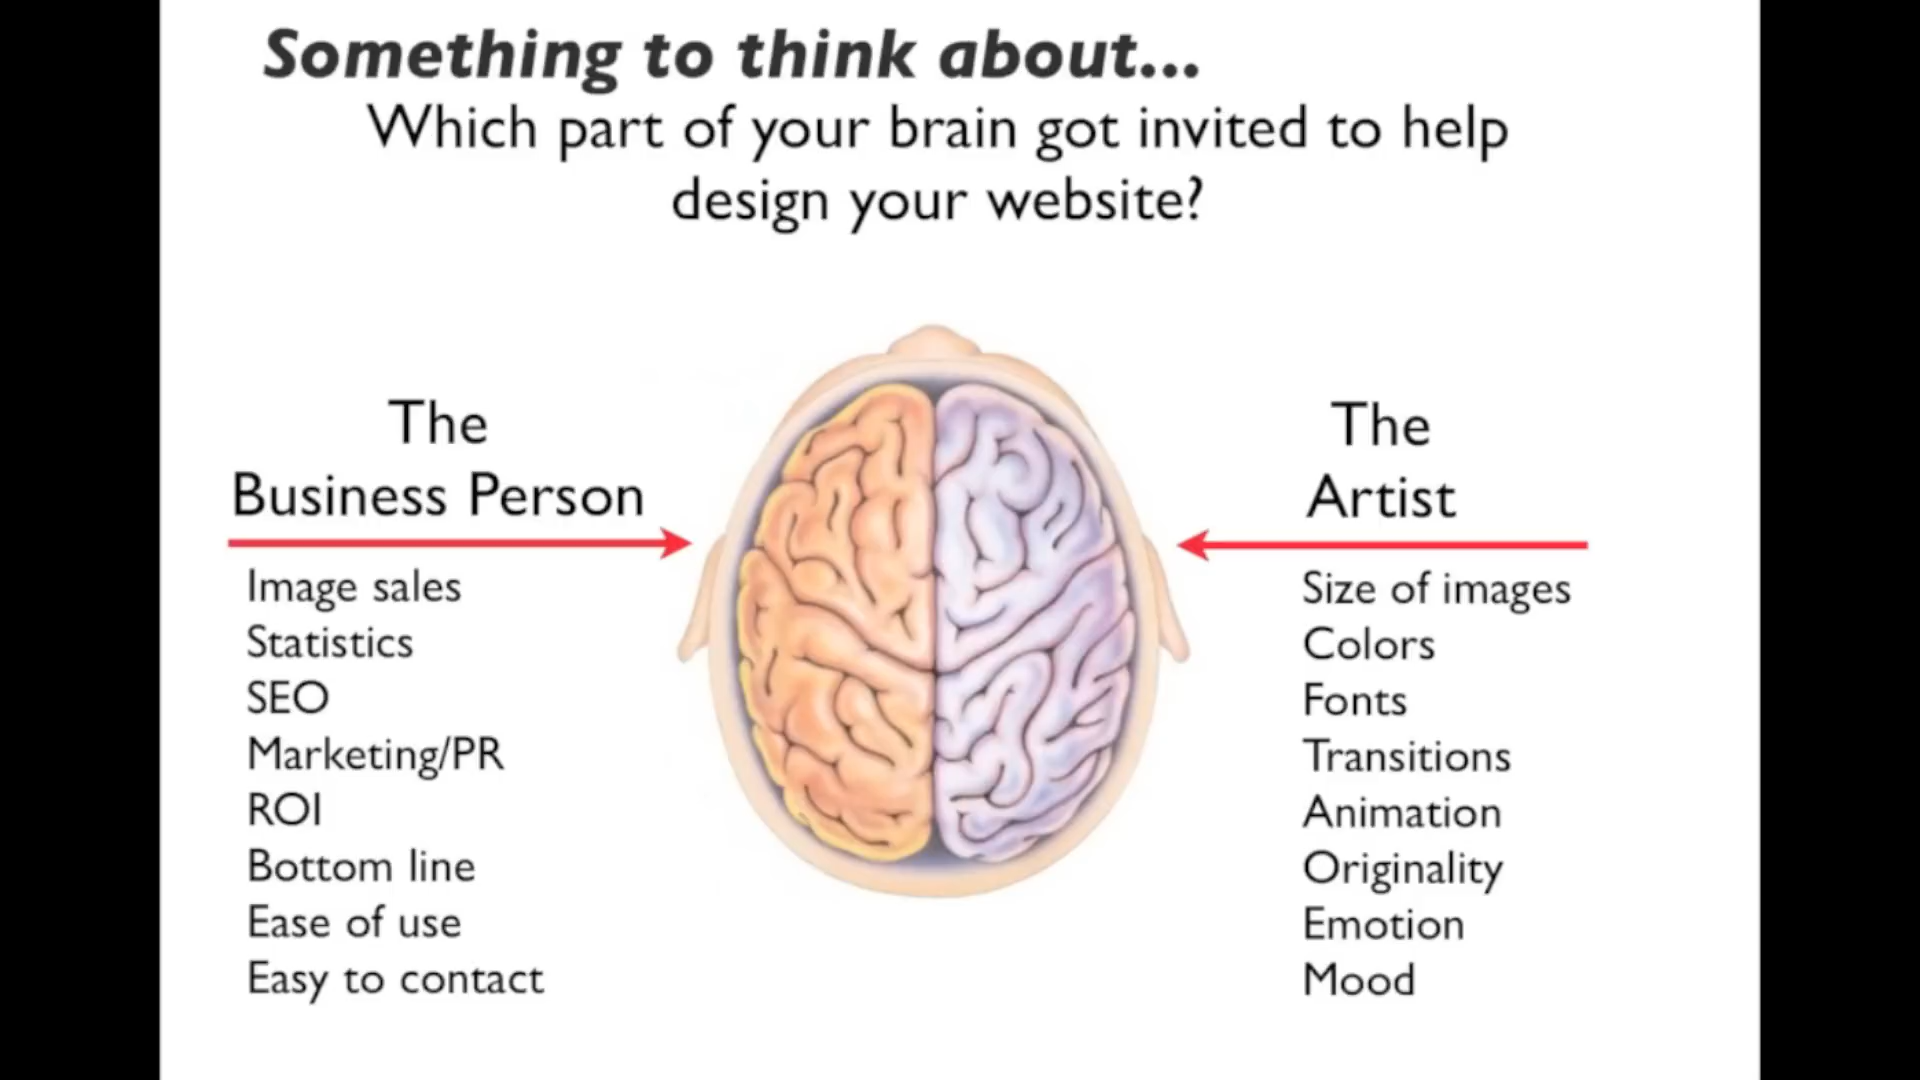 Something to think about...
Which part of your brain got invited to help
design your website?
The
Business Person
Image sales
Statistics
SEO
Marketing/PR
ROI
Bottom line
Ease of use
Easy to contact
The
Artist
Size of images
Colors
Fonts
Transitions
Animation
Originality
Emotion
Mood